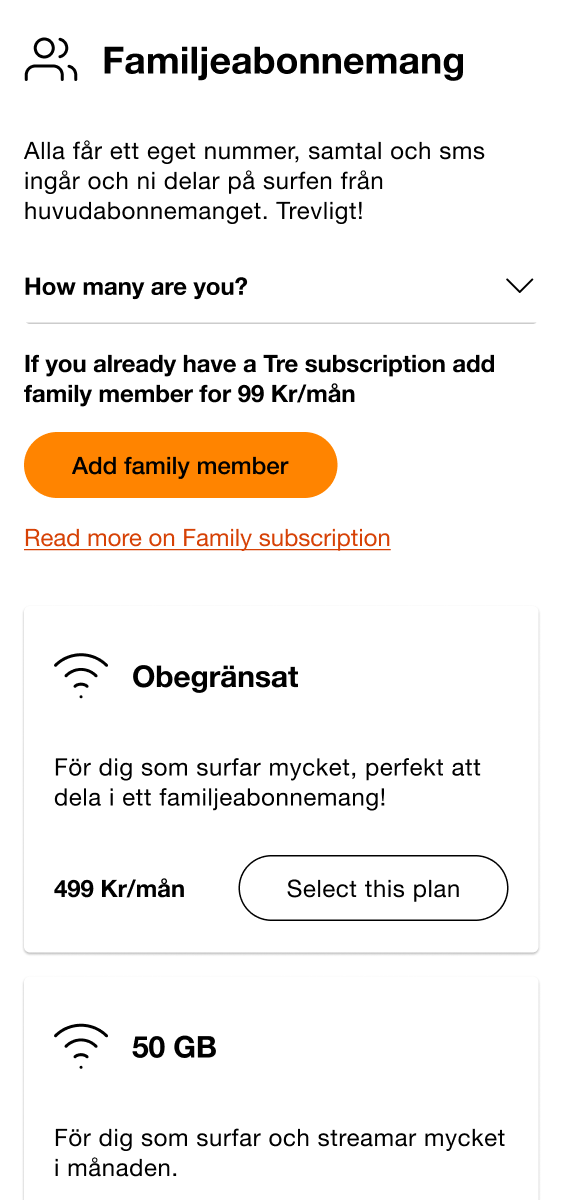 Familjeabonnemang
Alla får ett eget nummer, samtal och sms
ingår och ni delar på surfen från
huvudabonnemanget. Trevligt!
How many are you?
If you already have a Tre subscription add
family member for 99 Kr/mån
Add family member
Read more on Family subscription
Obegränsat
För dig som surfar mycket, perfekt att
dela i ett familjeabonnemang!
499 Kr/mån
Select this plan
50 GB
För dig som surfar och streamar mycket
i månaden.